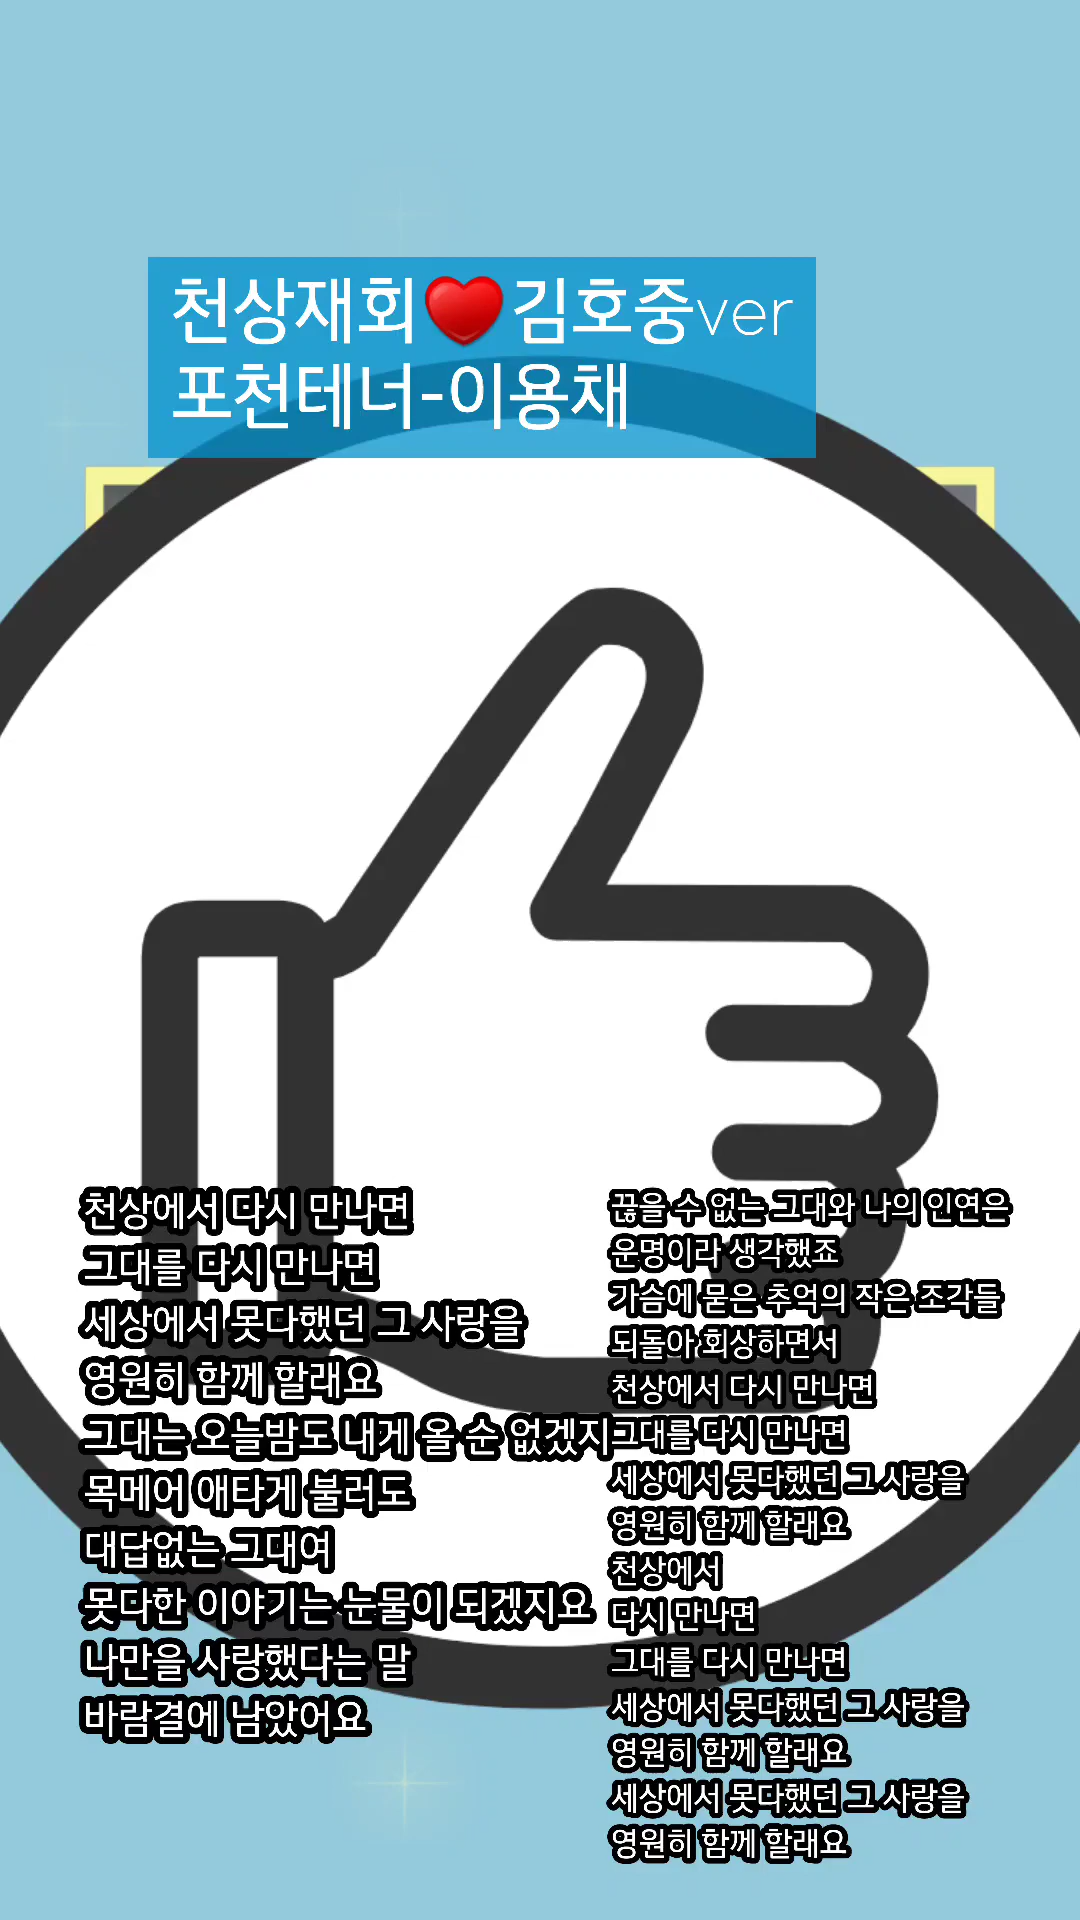 천상재회❤️김호중ver
포천테너-이용채
천상에서 다시 만나면
그대를 다시 만나면
세상에서 못다했던 그 사랑을
영원히 함께 할래요
그대는 오늘밤도 내게 올 순 없겠지
목메어 애타게 불러도
대답없는 그대여
못다한 이야기는 눈물이 되겠지요
나만을 사랑했다는 말
바람결에 남았어요
끊을 수 없는 그대와 나의 인연은
운명이라 생각했죠
가슴에 묻은 추억의 작은 조각들
되돌아 회상하면서
천상에서 다시 만나면
그대를 다시 만나면
세상에서 못다했던 그 사랑을
영원히 함께 할래요
천상에서
다시 만나면
그대를 다시 만나면
세상에서 못다했던 그 사랑을
영원히 함께 할래요
세상에서 못다했던 그 사랑을
영원히 함께 할래요